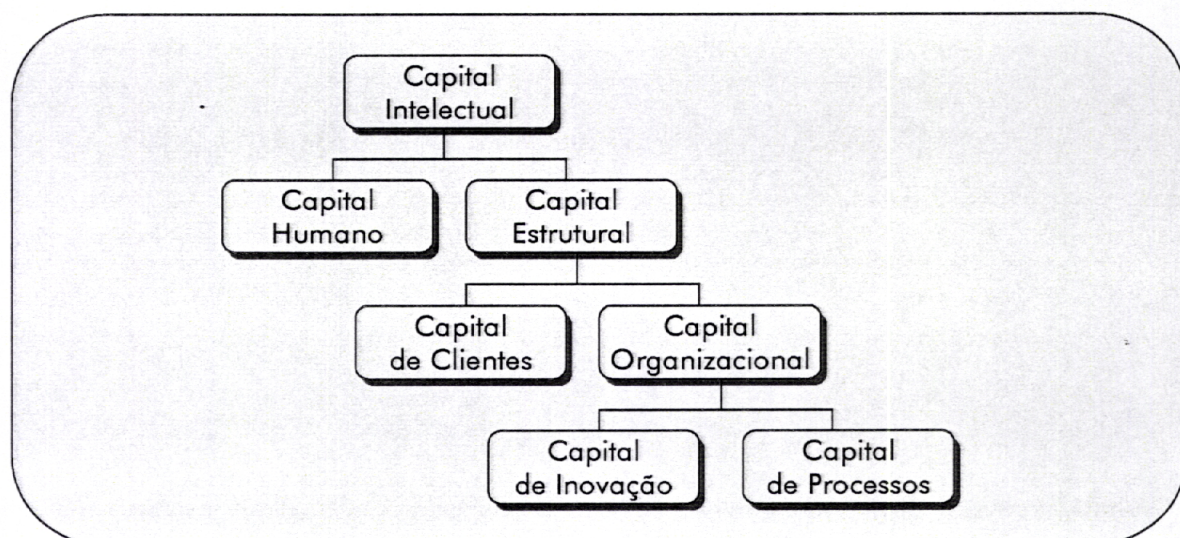 Capital
Intelectual
Capital
Humano
Capital
Estrutural
Capital
de Clientes
Capital
Organizacional
Capital
de Inovação
Capital
de Processos